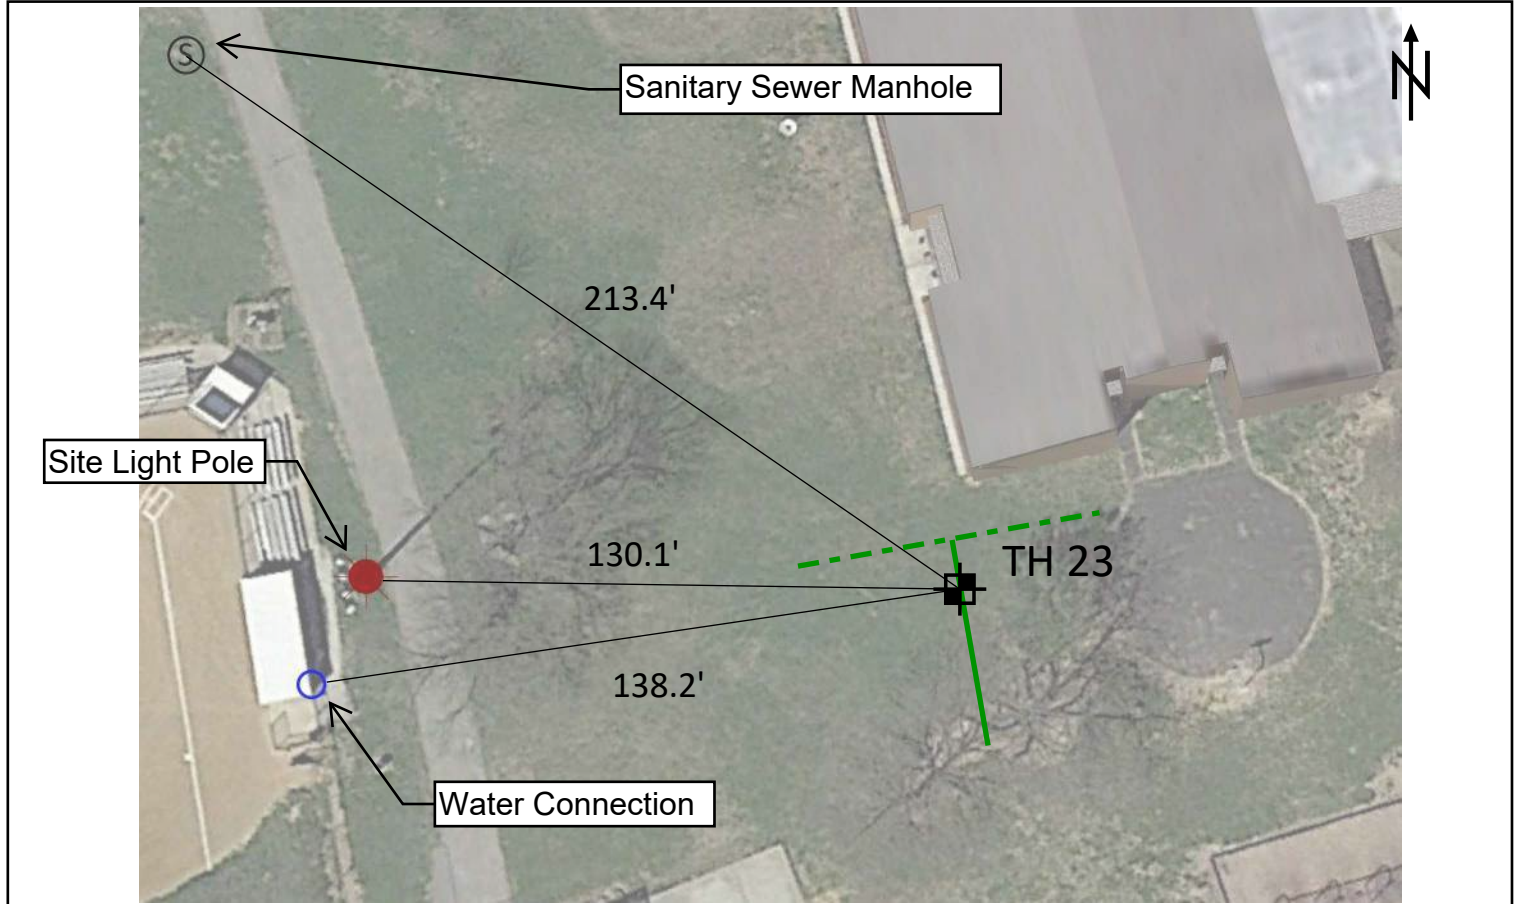 S
N
Sanitary Sewer Manhole
213.4'
Site Light Pole
130.1'
TH 23
138.2'
Water Connection